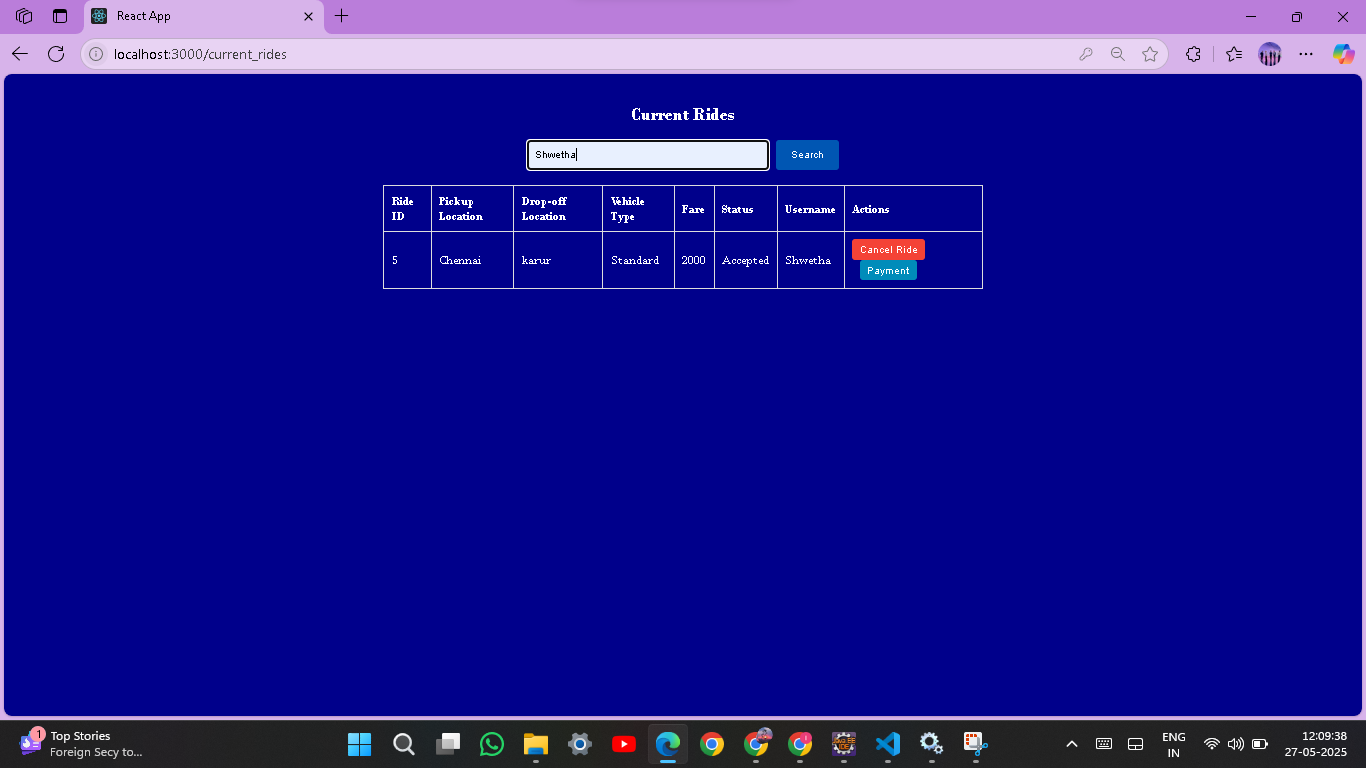 React App
localhost:3000/current_rides
Current Rides
Shwetha
Search
Ride ID Pickup Location Drop-off Location Vehicle Type Fare Status Username Actions
5 Chennai karur Standard 2000 Accepted Shwetha Cancel Ride
Payment
1
Top Stories
Foreign Secy to...
ENG
IN
12:09:38
27-05-2025